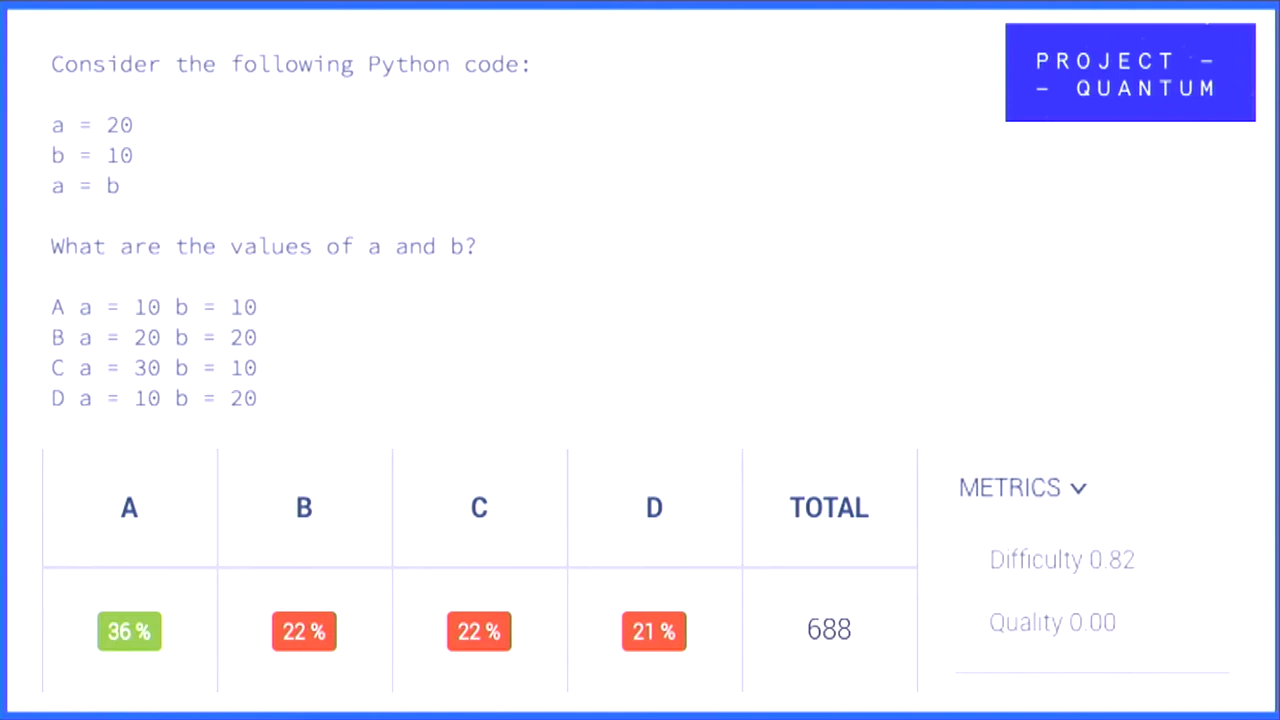 Consider the following Python code:
PROJECT –
– QUANTUM
a = 20
b = 10
a = b
What are the values of a and b?
A a = 10 b = 10
B a = 20 b = 20
C a = 30 b = 10
D a = 10 b = 20
A B C D TOTAL
36 % 22 % 22 % 21 % 688
METRICS
Difficulty 0.82
Quality 0.00